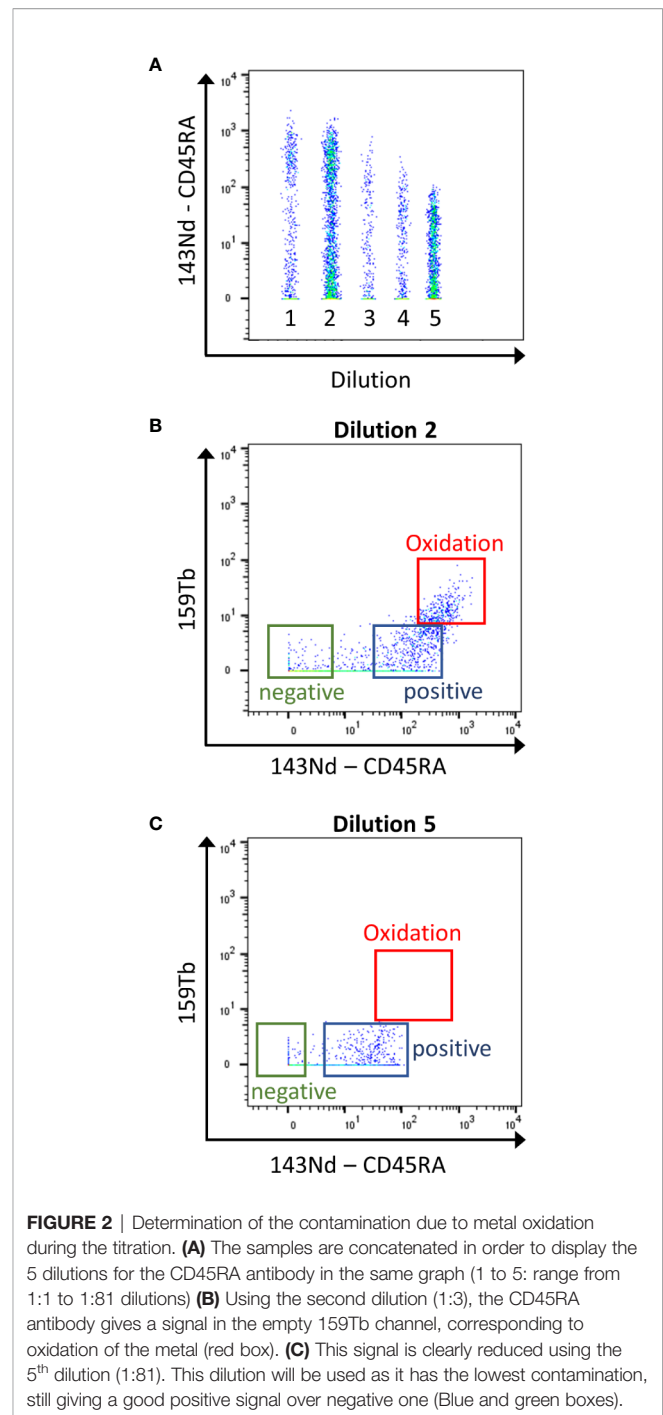 A
10⁴
10³
10²
10¹
0
143Nd - CD45RA
1 2 3 4 5
Dilution
B
Dilution 2
10⁴
10³
10²
10¹
0
159Tb
Oxidation
negative
positive
0 10¹ 10² 10³ 10⁴
143Nd – CD45RA
C
Dilution 5
10⁴
10³
10²
10¹
0
159Tb
Oxidation
positive
negative
0 10¹ 10² 10³ 10⁴
143Nd – CD45RA
FIGURE 2 | Determination of the contamination due to metal oxidation
during the titration. (A) The samples are concatenated in order to display the
5 dilutions for the CD45RA antibody in the same graph (1 to 5: range from
1:1 to 1:81 dilutions) (B) Using the second dilution (1:3), the CD45RA
antibody gives a signal in the empty 159Tb channel, corresponding to
oxidation of the metal (red box). (C) This signal is clearly reduced using the
5th dilution (1:81). This dilution will be used as it has the lowest contamination,
still giving a good positive signal over negative one (Blue and green boxes).